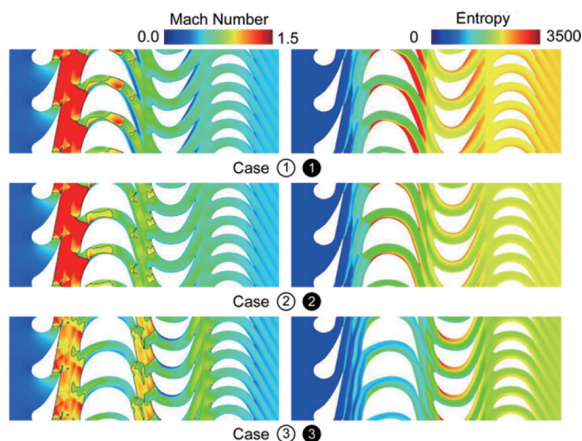 Mach Number
0.0 1.5
Entropy
0 3500
Case ① ❶
Case ② ❷
Case ③ ❸